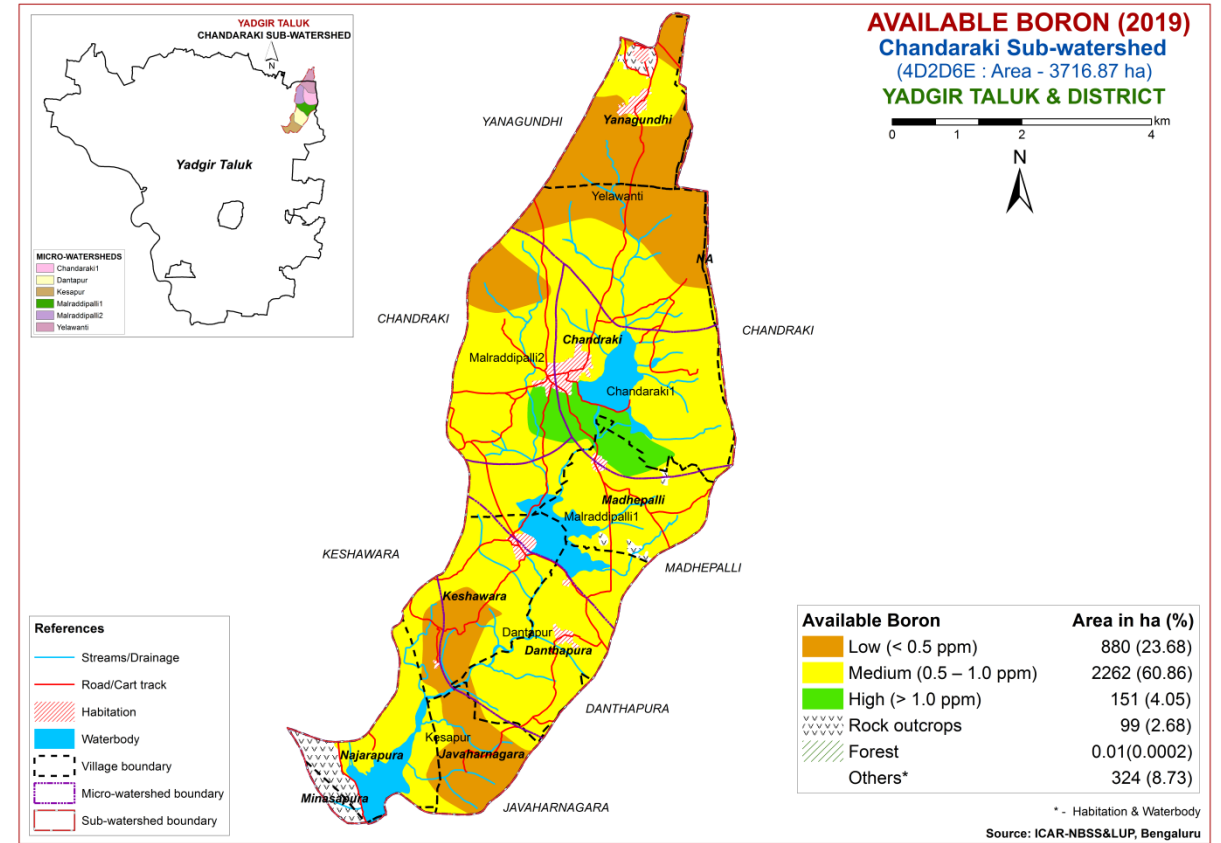 YADGIR TALUK
CHANDARAKI SUB-WATERSHED
N
Yadgir Taluk
MICRO-WATERSHEDS
Chandaraki1
Dantapur
Kesapur
Malraddipalli1
Malraddipalli2
Yelawanti
AVAILABLE BORON (2019)
Chandaraki Sub-watershed
(4D2D6E : Area - 3716.87 ha)
YADGIR TALUK & DISTRICT
km
0 1 2 4
N
YANAGUNDHI
Yanagundhi
Yelawanti
NA
CHANDRAKI
CHANDRAKI
Chandraki
Malraddipalli2
Chandaraki1
Madhepalli
Malraddipalli1
KESHAWARA
MADHEPALLI
Keshawara
Dantapur
Danthapura
DANTHAPURA
Kesapur
Najarapura
Javaharnagara
Minasapura
JAVAHARNAGARA
References
Streams/Drainage
Road/Cart track
Habitation
Waterbody
Village boundary
Micro-watershed boundary
Sub-watershed boundary
Available Boron Area in ha (%)
Low (< 0.5 ppm) 880 (23.68)
Medium (0.5 – 1.0 ppm) 2262 (60.86)
High (> 1.0 ppm) 151 (4.05)
Rock outcrops 99 (2.68)
Forest 0.01(0.0002)
Others* 324 (8.73)
* - Habitation & Waterbody
Source: ICAR-NBSS&LUP, Bengaluru